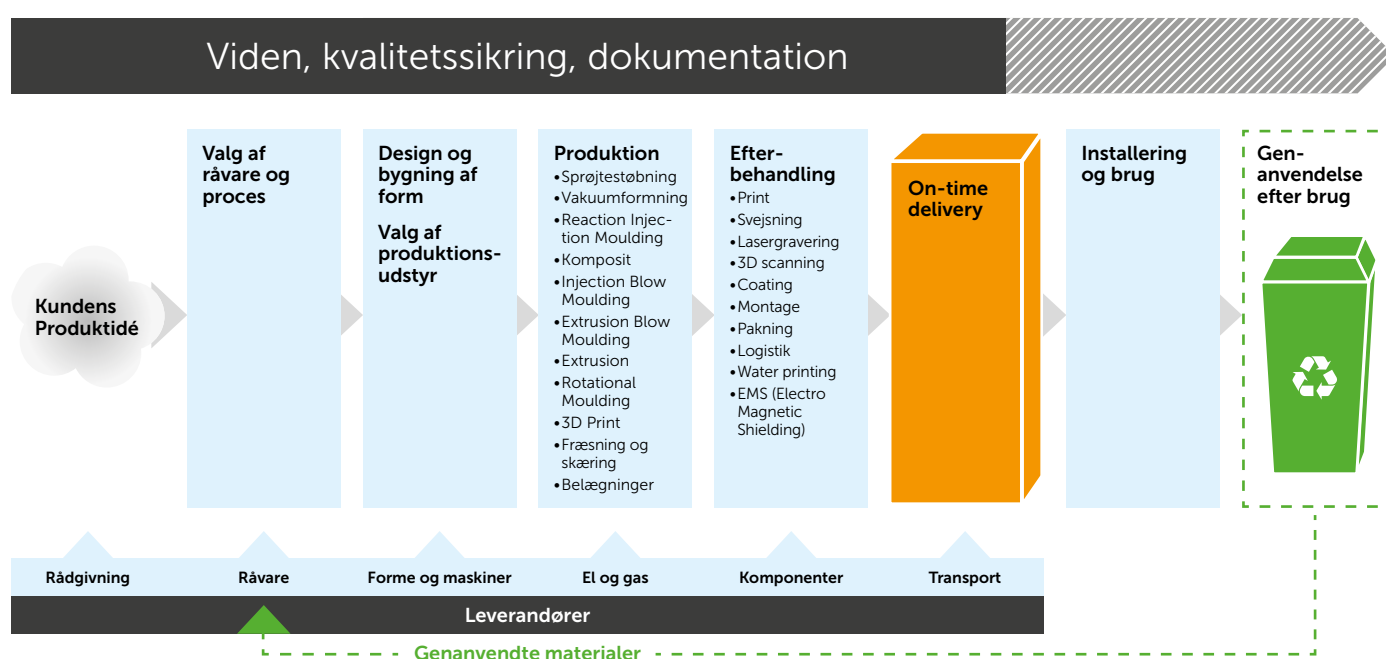 Viden, kvalitetssikring, dokumentation
Kundens
Produktidé
Valg af
råvare og
proces
Design og
bygning af
form
Valg af
produktions-
udstyr
Produktion
•Sprøjtestøbning
•Vakuumformning
•Reaction Injec-
tion Moulding
•Komposit
•Injection Blow
Moulding
•Extrusion Blow
Moulding
•Extrusion
•Rotational
Moulding
•3D Print
•Fræsning og
skæring
•Belægninger
Efter-
behandling
•Print
•Svejsning
•Lasergravering
•3D scanning
•Coating
•Montage
•Pakning
•Logistik
•Water printing
•EMS (Electro
Magnetic
Shielding)
On-time
delivery
Installering
og brug
Gen-
anvendelse
efter brug
Rådgivning
Råvare
Forme og maskiner
El og gas
Komponenter
Transport
Leverandører
Genanvendte materialer